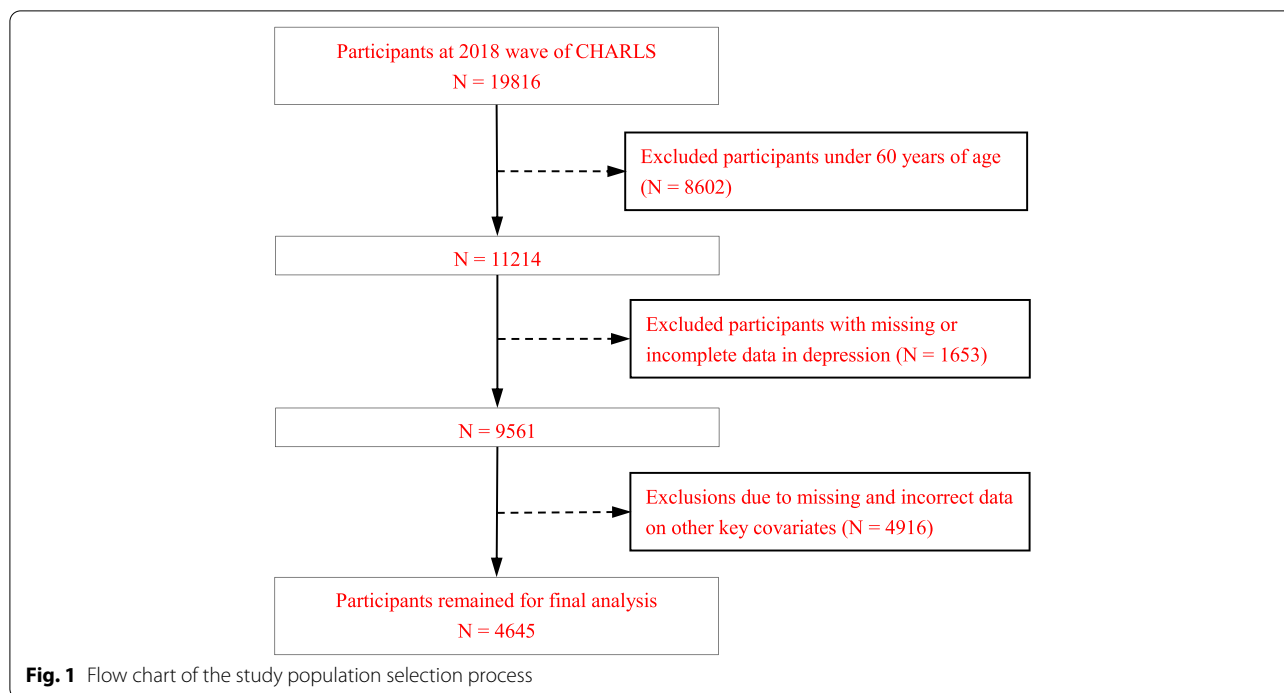 Participants at 2018 wave of CHARLS
N = 19816
Excluded participants under 60 years of age
(N = 8602)
N = 11214
Excluded participants with missing or
incomplete data in depression (N = 1653)
N = 9561
Exclusions due to missing and incorrect data
on other key covariates (N = 4916)
Participants remained for final analysis
N = 4645
Fig. 1 Flow chart of the study population selection process